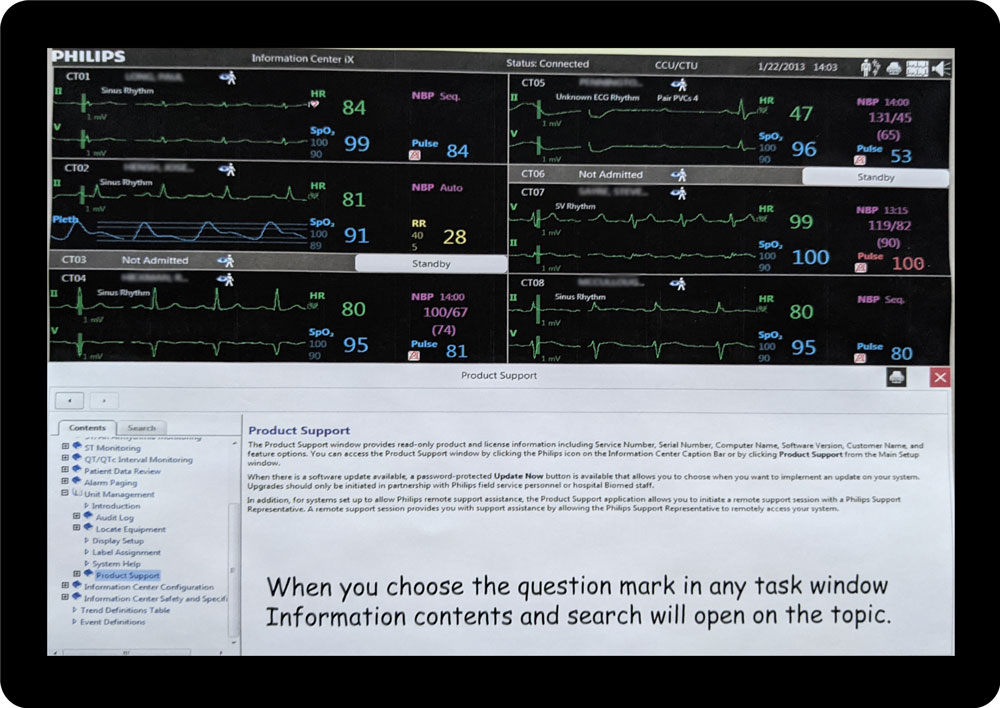 PHILIPS Information Center iX Status: Connected CCU/CTU 1/22/2013 14:03
CT01
II Sinus Rhythm HR 84 NBP Seq.
1 mV
V SpO₂ 100 90 99 Pulse 84
1 mV
CT02
II Sinus Rhythm HR 81 NBP Auto
1 mV
Pleth SpO₂ 100 89 91 RR 40 5 28
CT03 Not Admitted Standby
CT04
II Sinus Rhythm HR 80 NBP 14:00
1 mV 100/67
(74)
V SpO₂ 100 90 95 Pulse 81
1 mV
CT05
II Unknown ECG Rhythm Pair PVCs 4 HR 47 NBP 14:00
1 mV 131/45
(65)
V SpO₂ 100 90 96 Pulse 53
1 mV
CT06 Not Admitted Standby
CT07
V SV Rhythm HR 99 NBP 13:15
1 mV 119/82
(90)
II SpO₂ 100 90 100 Pulse 100
1 mV
CT08
II Sinus Rhythm HR 80 NBP Seq.
1 mV
V SpO₂ 100 90 95 Pulse 80
1 mV
Product Support
Contents Search
ST Monitoring
QT/QTc Interval Monitoring
Patient Data Review
Alarm Paging
Unit Management
Introduction
Audit Log
Locate Equipment
Display Setup
Label Assignment
System Help
Product Support
Information Center Configuration
Information Center Safety and Specifi
Trend Definitions Table
Event Definitions
Product Support
The Product Support window provides read-only product and license information including Service Number, Serial Number, Computer Name, Software Version, Customer Name, and
feature options. You can access the Product Support window by clicking the Philips icon on the Information Center Caption Bar or by clicking Product Support from the Main Setup
window.
When there is a software update available, a password-protected Update Now button is available that allows you to choose when you want to implement an update on your system.
Upgrades should only be initiated in partnership with Philips field service personnel or hospital Biomed staff.
In addition, for systems set up to allow Philips remote support assistance, the Product Support application allows you to initiate a remote support session with a Philips Support
Representative. A remote support session provides you with support assistance by allowing the Philips Support Representative to remotely access your system.
When you choose the question mark in any task window
Information contents and search will open on the topic.